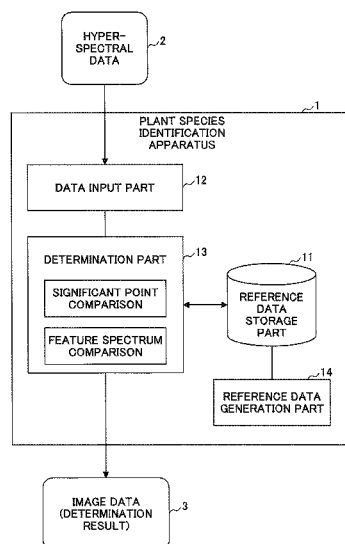 HYPER-
SPECTRAL
DATA
2
1
PLANT SPECIES
IDENTIFICATION
APPARATUS
DATA INPUT PART
12
DETERMINATION PART
13
SIGNIFICANT POINT
COMPARISON
FEATURE SPECTRUM
COMPARISON
11
REFERENCE
DATA
STORAGE
PART
14
REFERENCE DATA
GENERATION PART
IMAGE DATA
(DETERMINATION
RESULT)
3